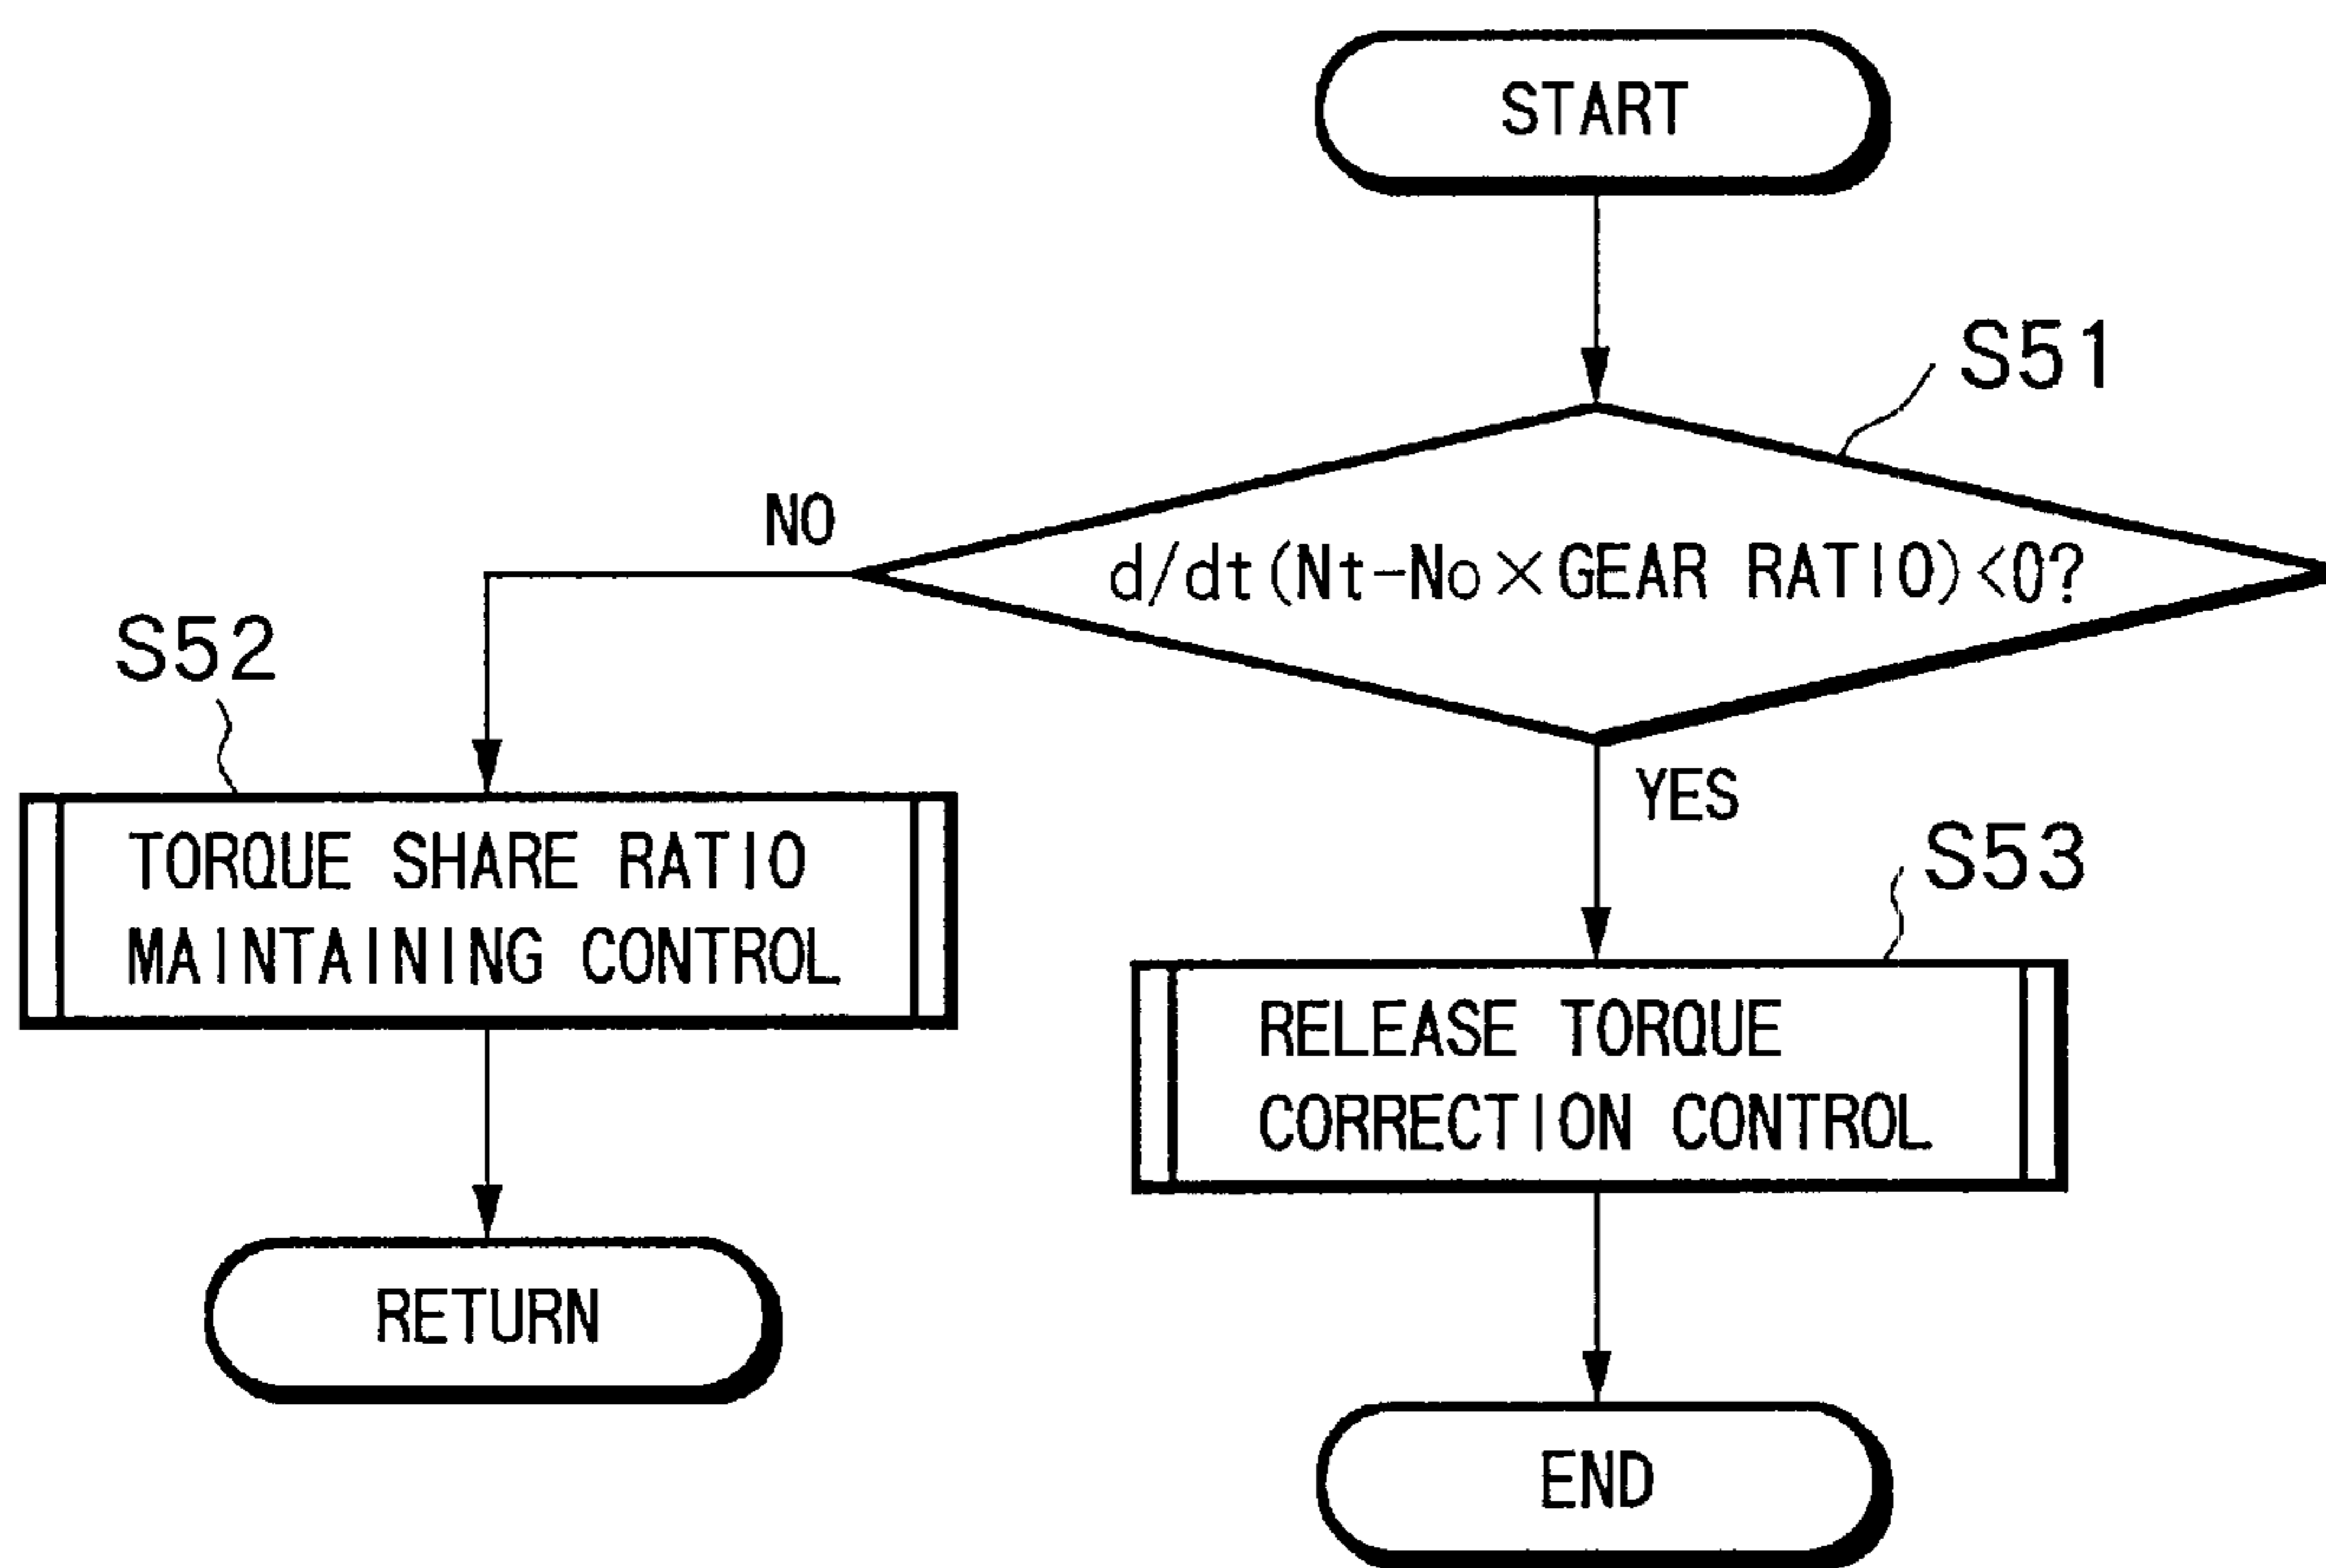 START
S51
NO
d/dt(Nt-No×GEAR RATIO)<0?
S52
YES
TORQUE SHARE RATIO
MAINTAINING CONTROL
S53
RELEASE TORQUE
CORRECTION CONTROL
RETURN
END